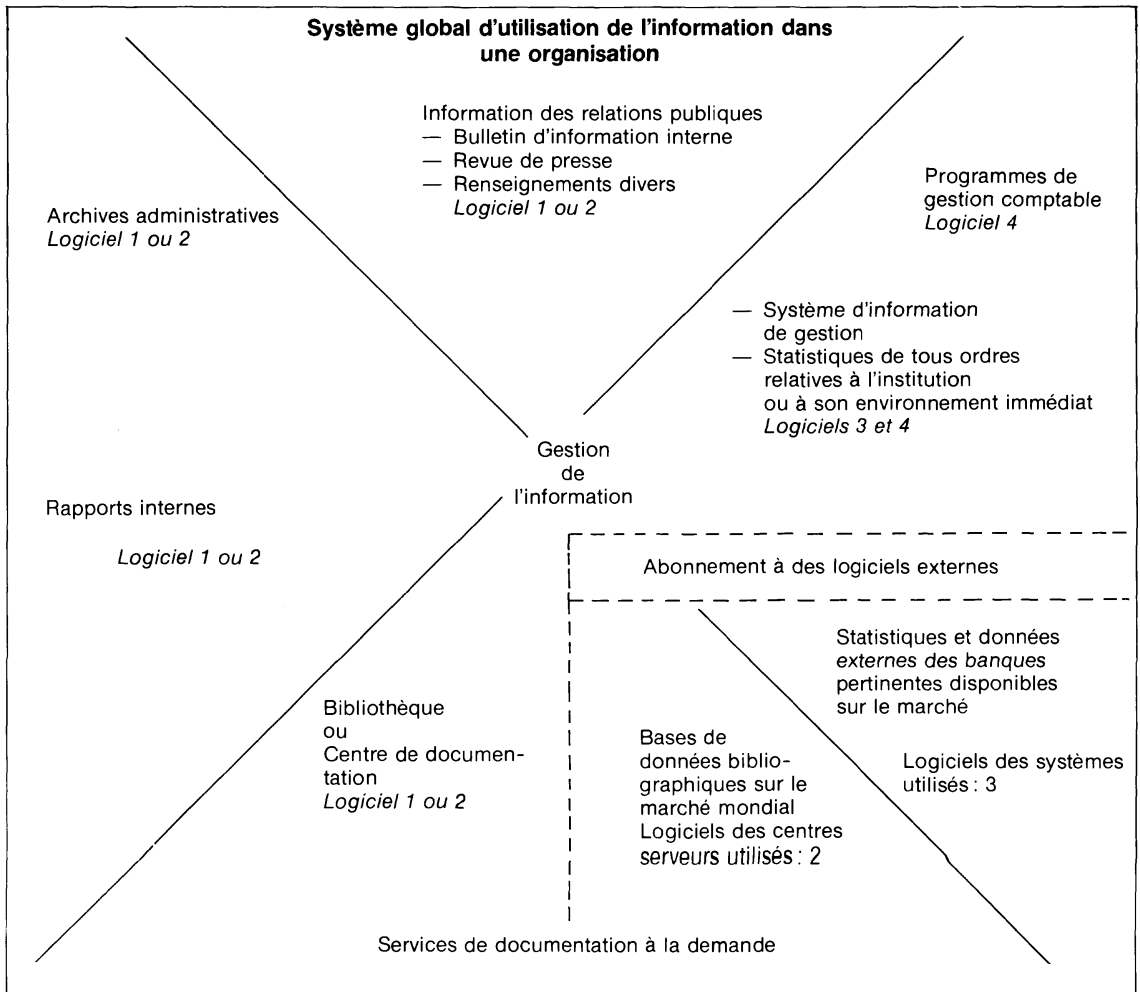 Système global d'utilisation de l'information dans
une organisation
Information des relations publiques
— Bulletin d'information interne
— Revue de presse
— Renseignements divers
Logiciel 1 ou 2
Archives administratives
Logiciel 1 ou 2
Programmes de
gestion comptable
Logiciel 4
— Système d'information
de gestion
— Statistiques de tous ordres
relatives à l'institution
ou à son environnement immédiat
Logiciels 3 et 4
Gestion
de
l'information
Rapports internes
Logiciel 1 ou 2
Abonnement à des logiciels externes
Bibliothèque
ou
Centre de documen-
tation
Logiciel 1 ou 2
Bases de
données biblio-
graphiques sur le
marché mondial
Logiciels des centres
serveurs utilisés : 2
Statistiques et données
externes des banques
pertinentes disponibles
sur le marché
Logiciels des systèmes
utilisés : 3
Services de documentation à la demande